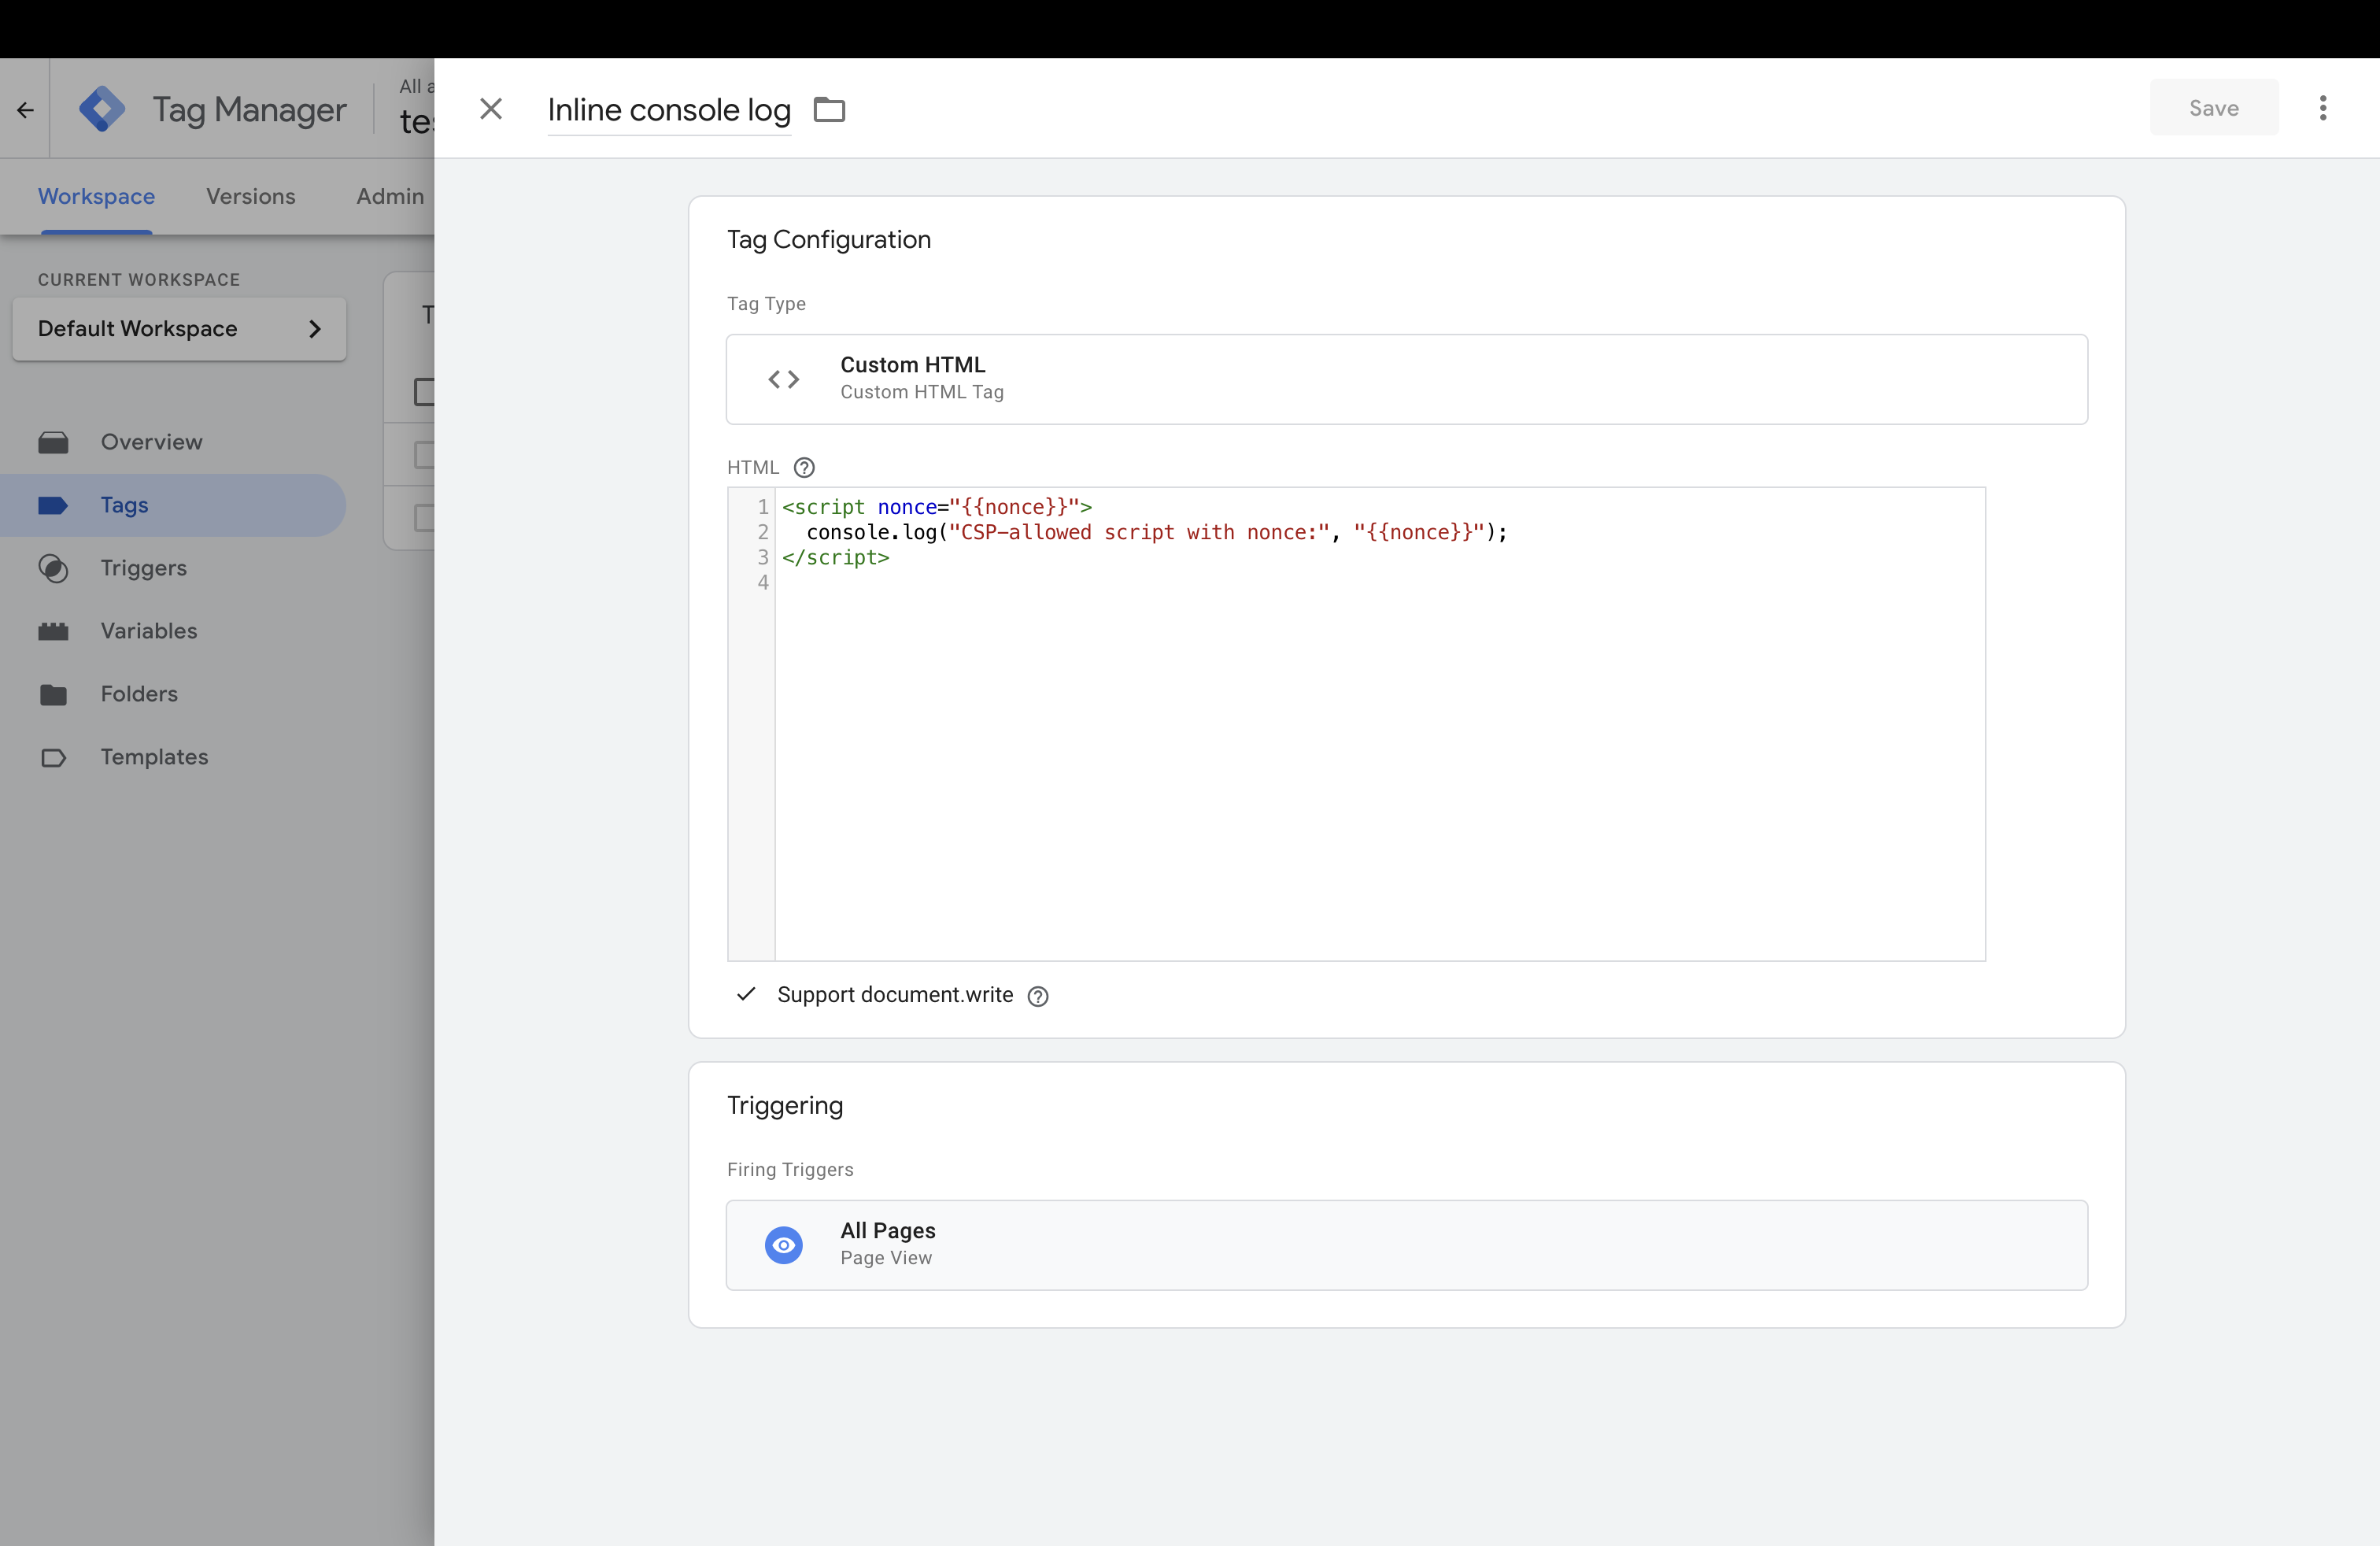 Tag Manager
All a
tes
Inline console log
Save
Workspace
Versions
Admin
CURRENT WORKSPACE
Default Workspace
Overview
Tags
Triggers
Variables
Folders
Templates
T
Tag Configuration
Tag Type
Custom HTML
Custom HTML Tag
HTML
1 <script nonce="{{nonce}}">
2   console.log("CSP-allowed script with nonce:", "{{nonce}}");
3 </script>
4
Support document.write
Triggering
Firing Triggers
All Pages
Page View